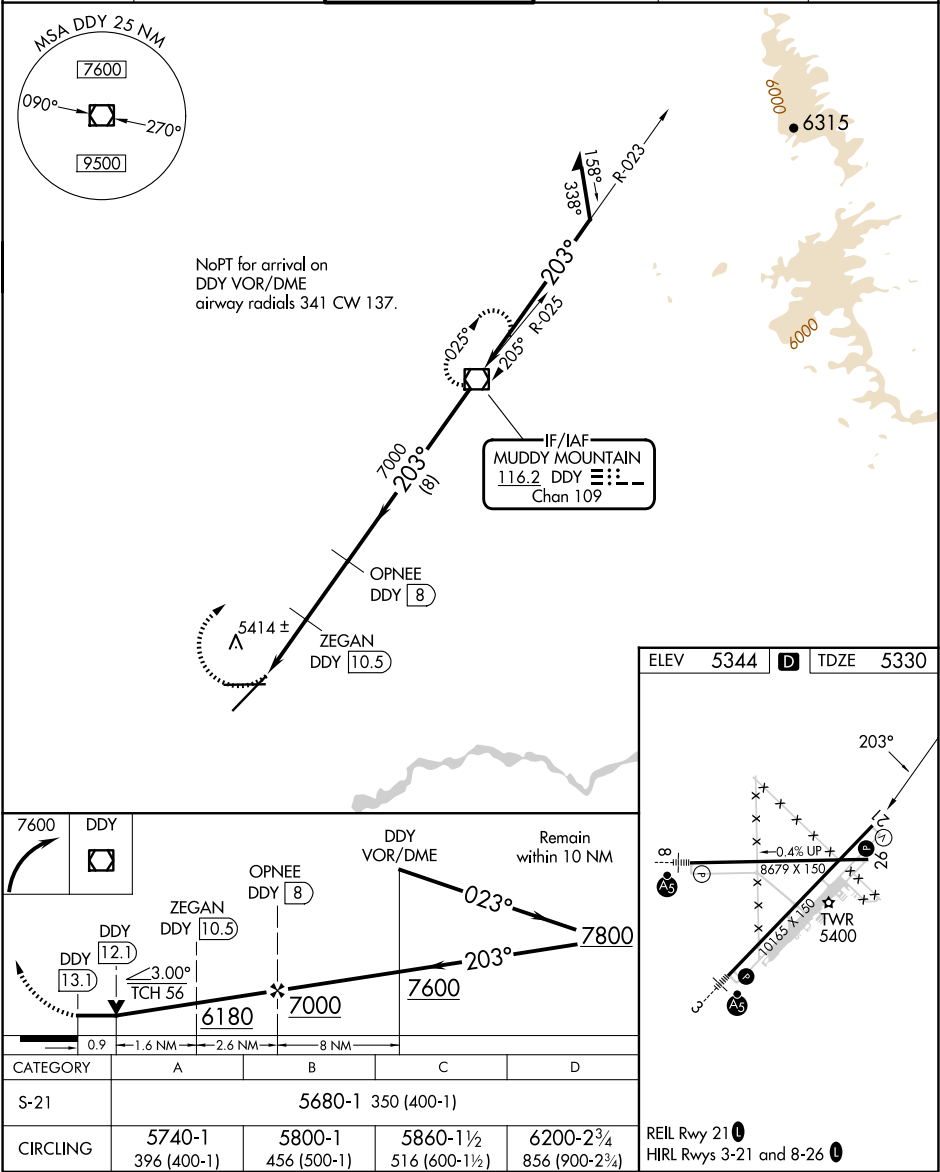 MSA DDY 25 NM
7600
090°
270°
9500
6000
6315
158°
338°
R-023
NoPT for arrival on
DDY VOR/DME
airway radials 341 CW 137.
203°
R-025
025°
205°
IF/IAF
MUDDY MOUNTAIN
116.2 DDY
Chan 109
6000
7000
203°
(8)
OPNEE
DDY 8
5414 ±
ZEGAN
DDY 10.5
ELEV 5344 D TDZE 5330
203°
21
V
P
26
0.4% UP
8679 X 150
8
A5
P
10165 X 150
TWR
5400
P
3
A5
REIL Rwy 21 L
HIRL Rwys 3-21 and 8-26 L
7600 DDY
DDY
VOR/DME
Remain
within 10 NM
OPNEE
DDY 8
023°
ZEGAN
DDY 10.5
7800
DDY
12.1
203°
DDY
13.1
3.00°
TCH 56
7600
7000
6180
0.9 1.6 NM 2.6 NM 8 NM
CATEGORY A B C D
S-21 5680-1 350 (400-1)
CIRCLING 5740-1 5800-1 5860-1½ 6200-2¾
396 (400-1) 456 (500-1) 516 (600-1½) 856 (900-2¾)